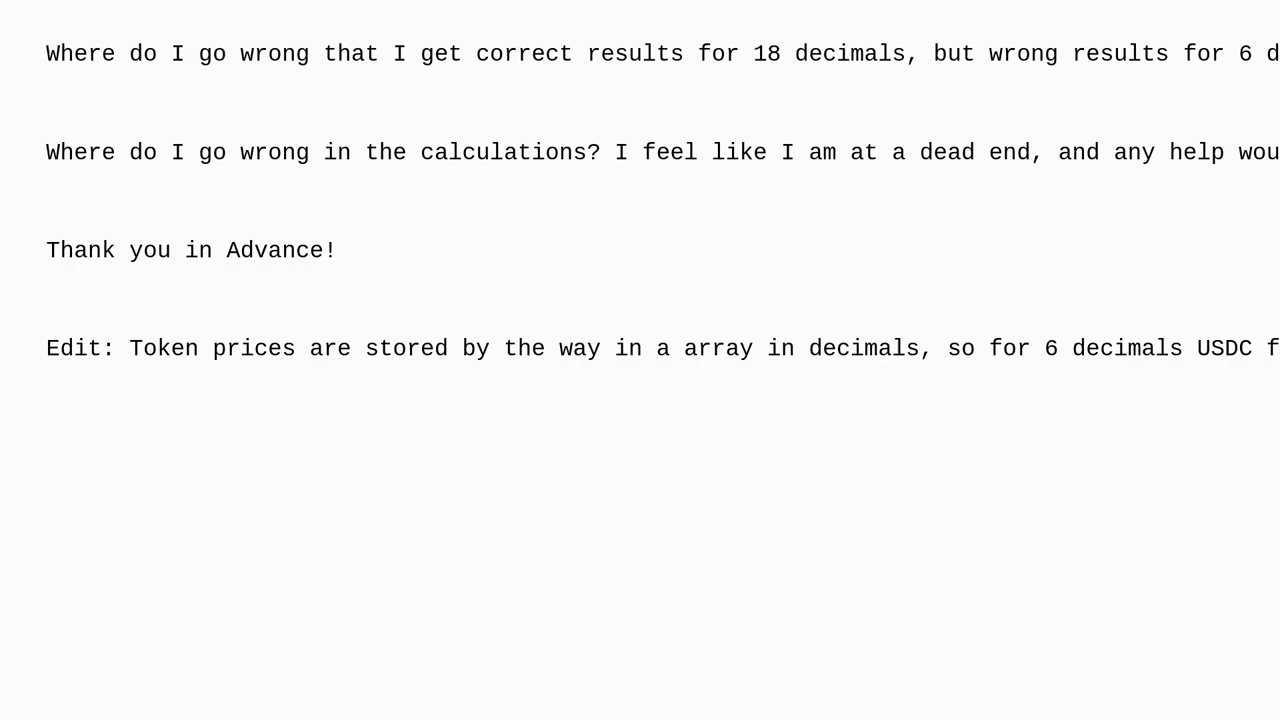 Where do I go wrong that I get correct results for 18 decimals, but wrong results for 6
Where do I go wrong in the calculations? I feel like I am at a dead end, and any help
Thank you in Advance!
Edit: Token prices are stored by the way in a array in decimals, so for 6 decimals USDC